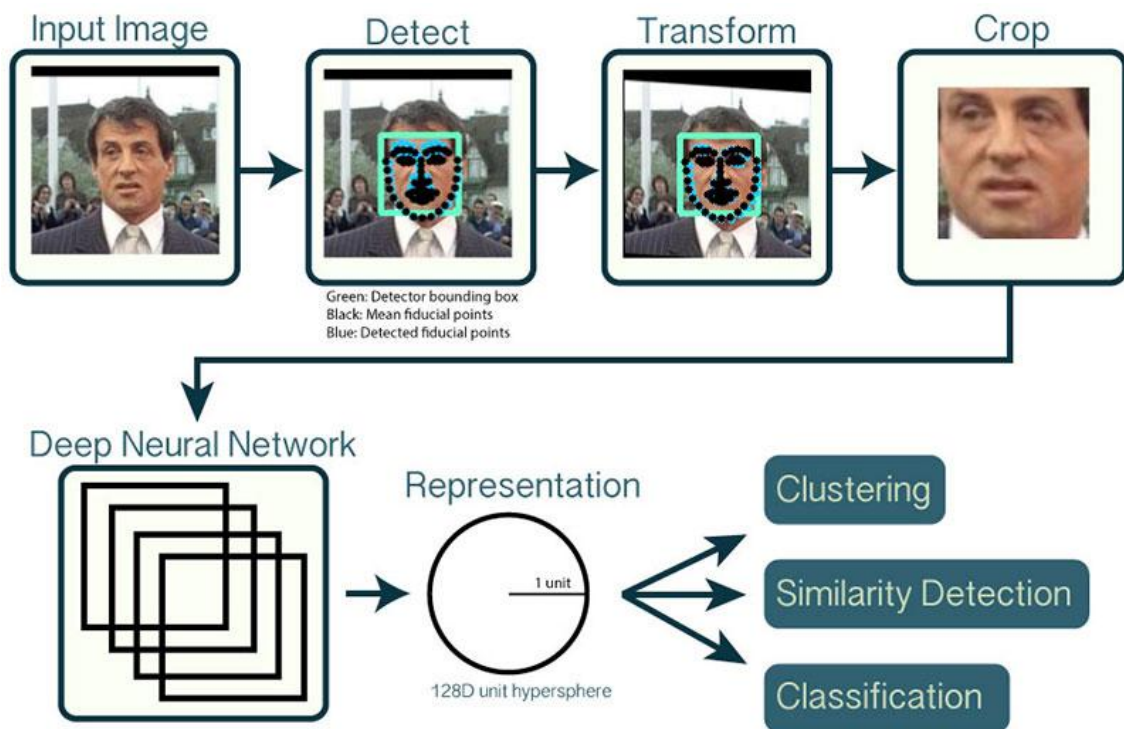 Input Image
Detect
Transform
Crop
Green: Detector bounding box
Black: Mean fiducial points
Blue: Detected fiducial points
Deep Neural Network
Representation
1 unit
128D unit hypersphere
Clustering
Similarity Detection
Classification